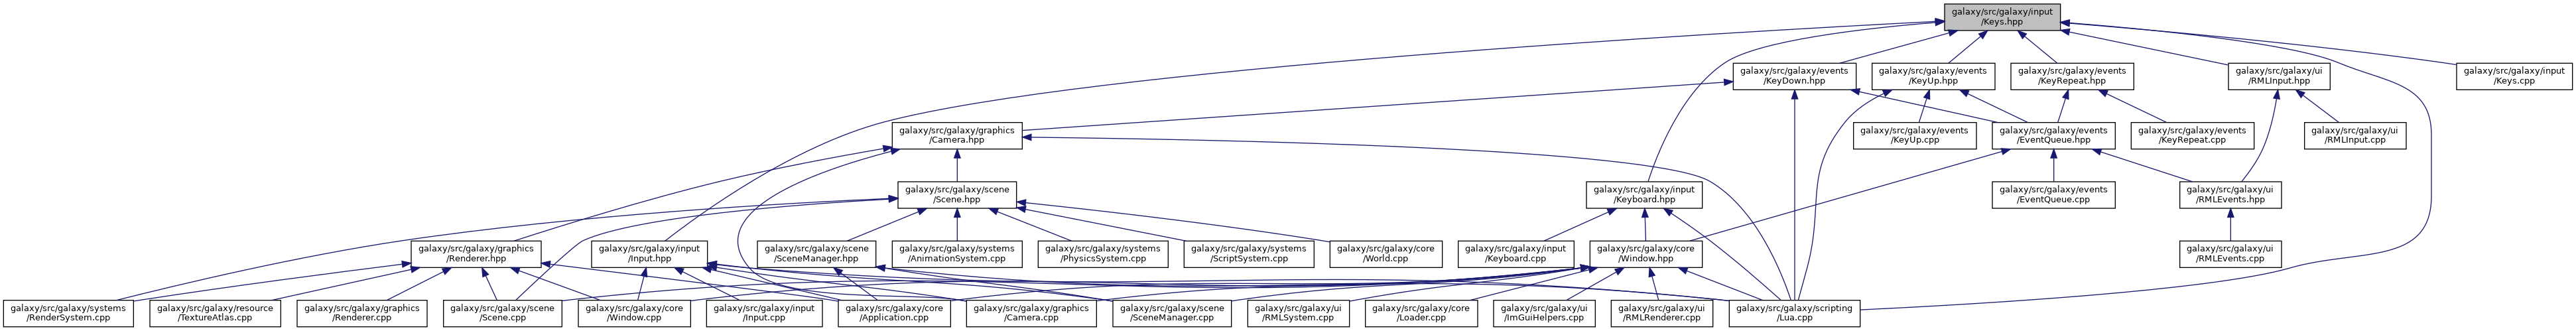 galaxy/src/galaxy/input
/Keys.hpp
galaxy/src/galaxy/events
/KeyDown.hpp
galaxy/src/galaxy/events
/KeyUp.hpp
galaxy/src/galaxy/events
/KeyRepeat.hpp
galaxy/src/galaxy/ui
/RMLInput.hpp
galaxy/src/galaxy/input
/Keys.cpp
galaxy/src/galaxy/graphics
/Camera.hpp
galaxy/src/galaxy/events
/KeyUp.cpp
galaxy/src/galaxy/events
/EventQueue.hpp
galaxy/src/galaxy/events
/KeyRepeat.cpp
galaxy/src/galaxy/ui
/RMLInput.cpp
galaxy/src/galaxy/scene
/Scene.hpp
galaxy/src/galaxy/input
/Keyboard.hpp
galaxy/src/galaxy/events
/EventQueue.cpp
galaxy/src/galaxy/ui
/RMLEvents.hpp
galaxy/src/galaxy/graphics
/Renderer.hpp
galaxy/src/galaxy/input
/Input.hpp
galaxy/src/galaxy/scene
/SceneManager.hpp
galaxy/src/galaxy/systems
/AnimationSystem.cpp
galaxy/src/galaxy/systems
/PhysicsSystem.cpp
galaxy/src/galaxy/systems
/ScriptSystem.cpp
galaxy/src/galaxy/core
/World.cpp
galaxy/src/galaxy/input
/Keyboard.cpp
galaxy/src/galaxy/core
/Window.hpp
galaxy/src/galaxy/ui
/RMLEvents.cpp
galaxy/src/galaxy/systems
/RenderSystem.cpp
galaxy/src/galaxy/resource
/TextureAtlas.cpp
galaxy/src/galaxy/graphics
/Renderer.cpp
galaxy/src/galaxy/scene
/Scene.cpp
galaxy/src/galaxy/core
/Window.cpp
galaxy/src/galaxy/input
/Input.cpp
galaxy/src/galaxy/core
/Application.cpp
galaxy/src/galaxy/graphics
/Camera.cpp
galaxy/src/galaxy/scene
/SceneManager.cpp
galaxy/src/galaxy/ui
/RMLSystem.cpp
galaxy/src/galaxy/core
/Loader.cpp
galaxy/src/galaxy/ui
/ImGuiHelpers.cpp
galaxy/src/galaxy/ui
/RMLRenderer.cpp
galaxy/src/galaxy/scripting
/Lua.cpp